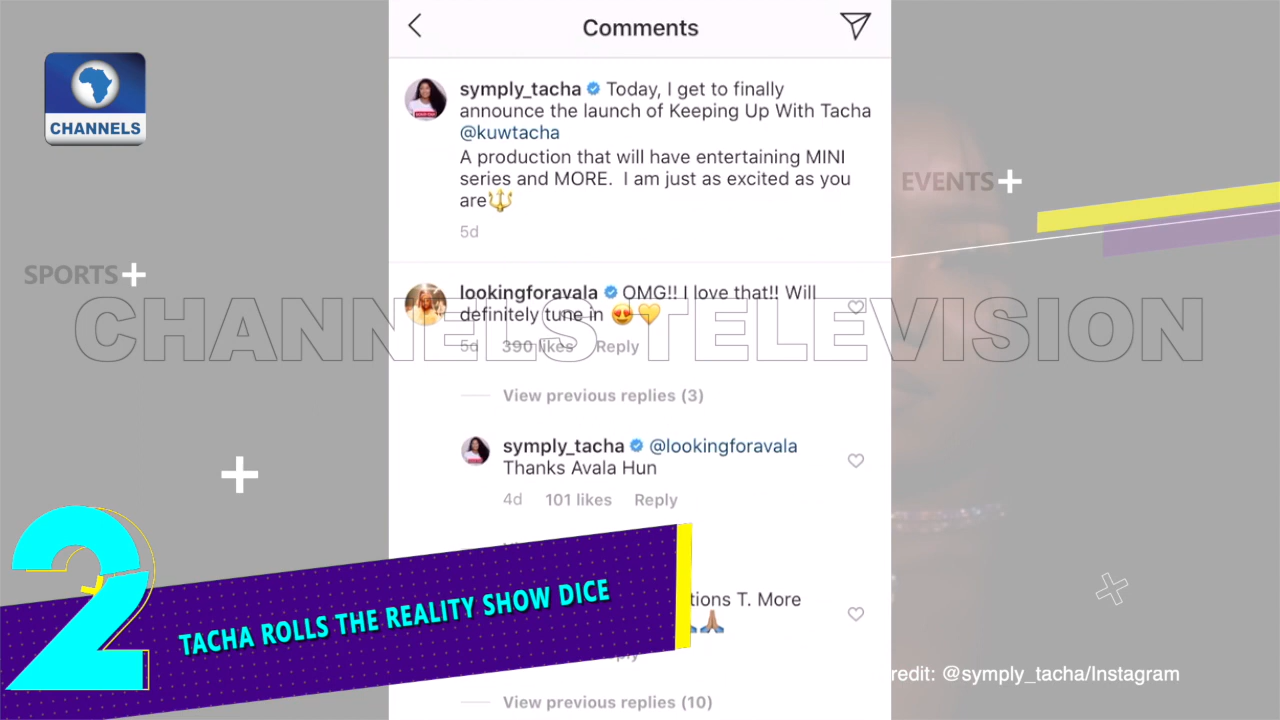 Comments
CHANNELS
symply_tacha Today, I get to finally
announce the launch of Keeping Up With Tacha
@kuwtacha
A production that will have entertaining MINI
series and MORE. I am just as excited as you
are
5d
EVENTS
SPORTS
lookingforavala OMG!! I love that!! Will
definitely tune in
CHANNELS TELEVISION
5d 390 likes Reply
View previous replies (3)
symply_tacha @lookingforavala
Thanks Avala Hun
4d 101 likes Reply
2
TACHA ROLLS THE REALITY SHOW DICE
tions T. More
redit: @symply_tacha/Instagram
View previous replies (10)